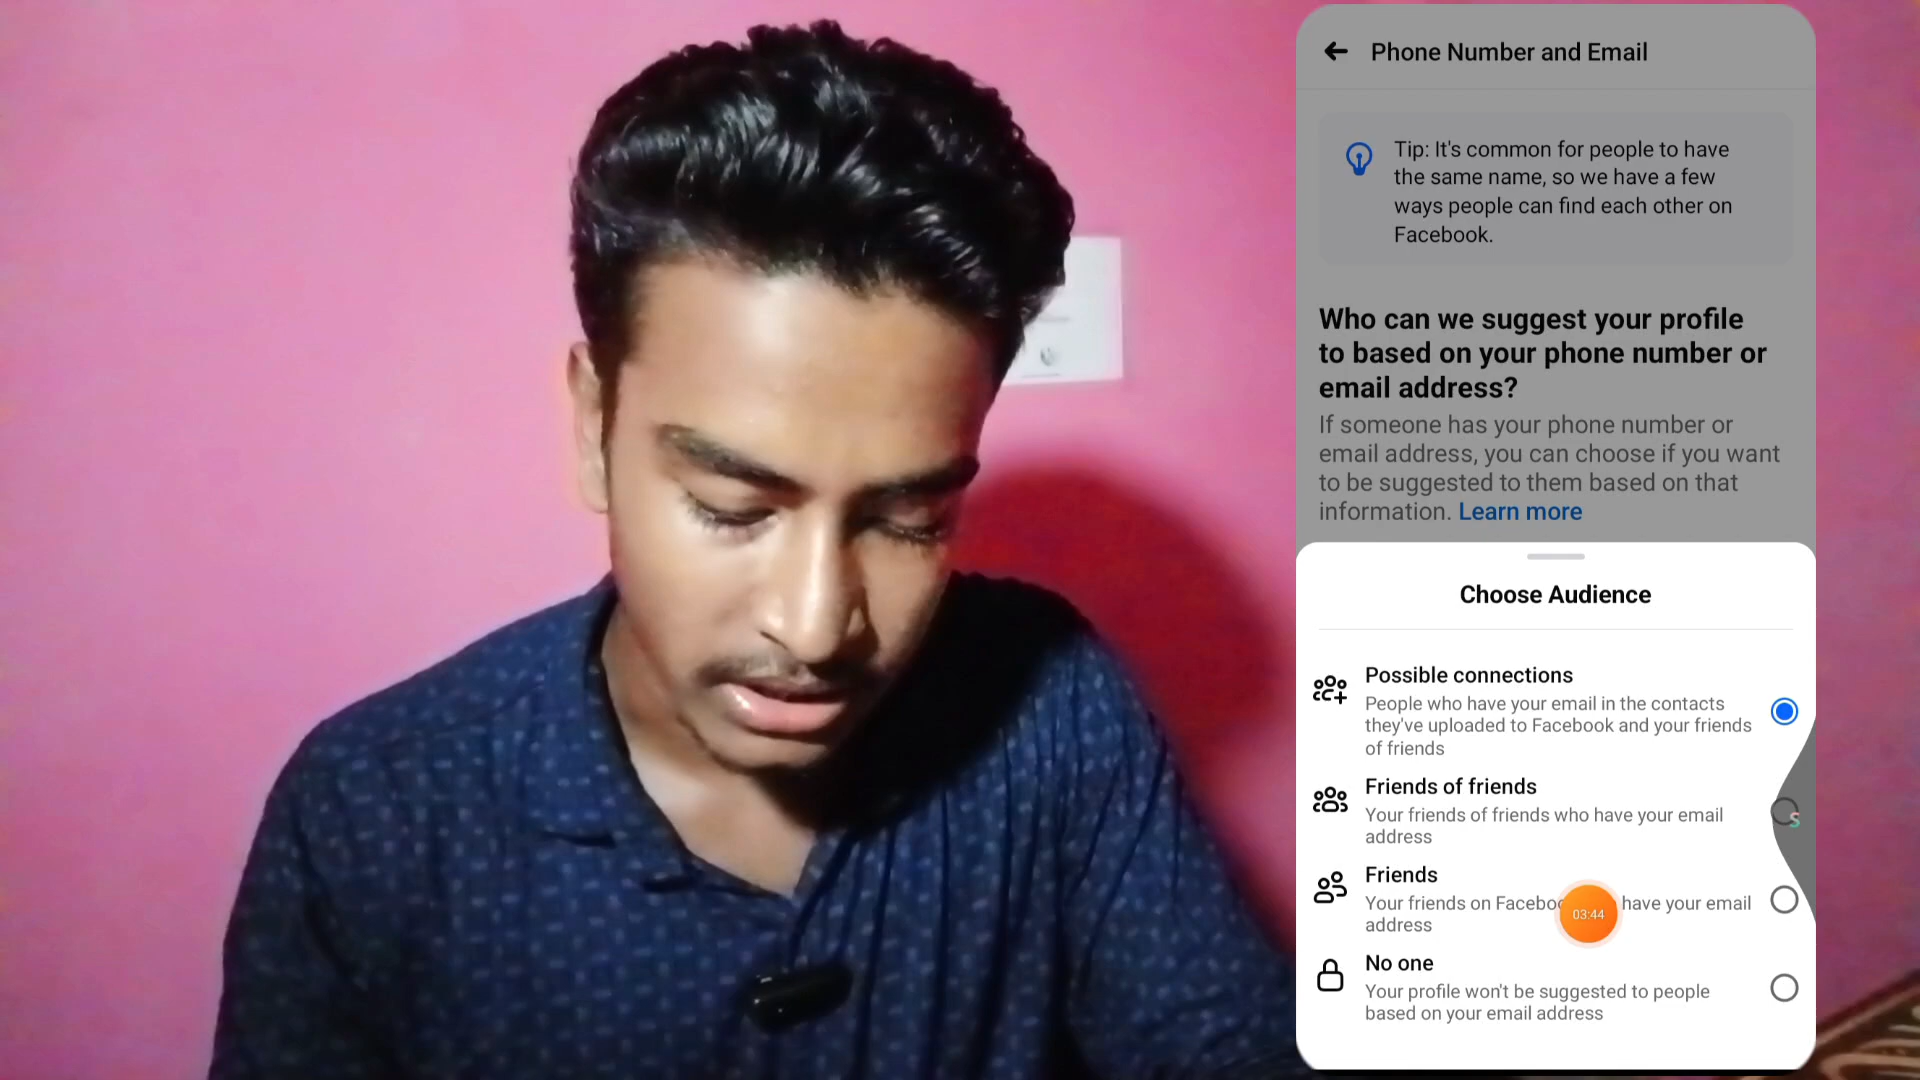 Phone Number and Email
Tip: It's common for people to have
the same name, so we have a few
ways people can find each other on
Facebook.
Who can we suggest your profile
to based on your phone number or
email address?
If someone has your phone number or
email address, you can choose if you want
to be suggested to them based on that
information. Learn more
Choose Audience
Possible connections
People who have your email in the contacts
they've uploaded to Facebook and your friends
of friends
Friends of friends
Your friends of friends who have your email
address
S
Friends
Your friends on Facebook have your email
address
03:44
No one
Your profile won't be suggested to people
based on your email address